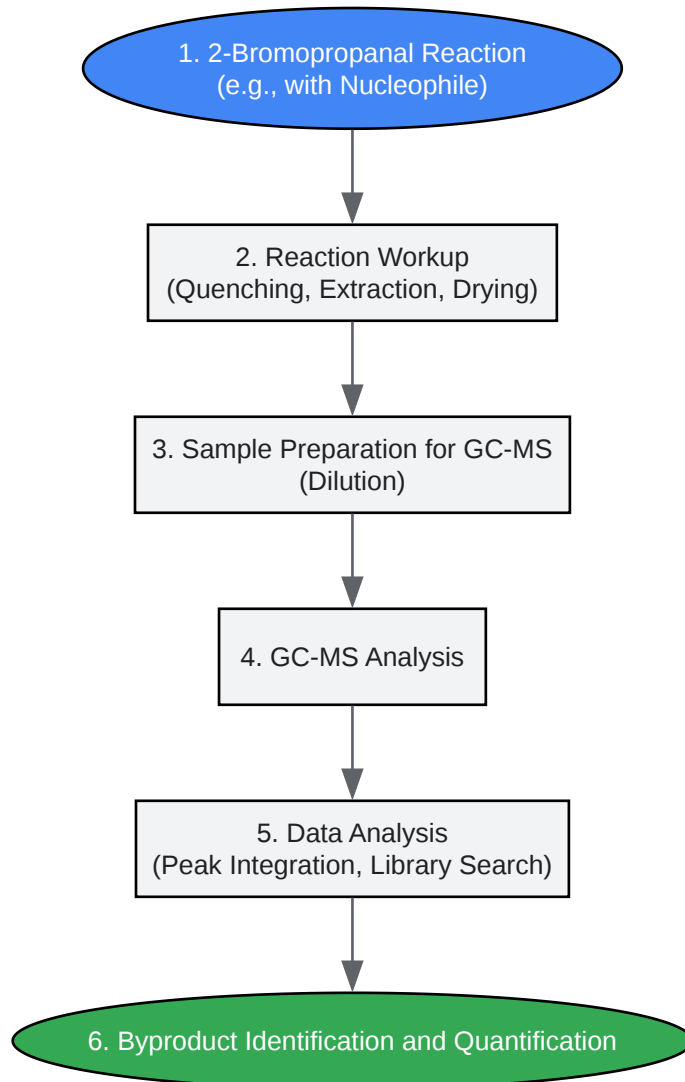 1. 2-Bromopropanal Reaction
(e.g., with Nucleophile)
2. Reaction Workup
(Quenching, Extraction, Drying)
3. Sample Preparation for GC-MS
(Dilution)
4. GC-MS Analysis
5. Data Analysis
(Peak Integration, Library Search)
6. Byproduct Identification and Quantification